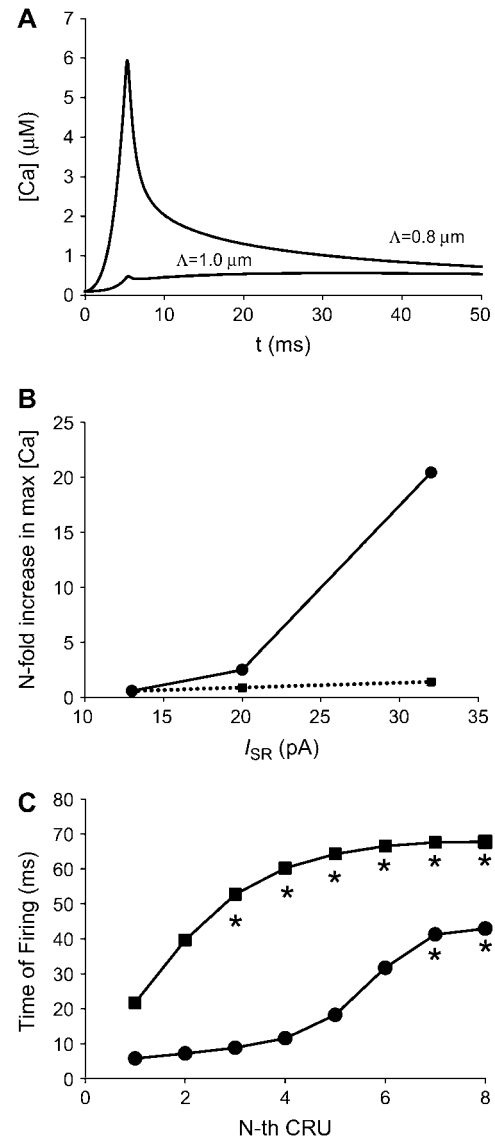 A
7
6
5
4
3
2
1
0
[Ca] (μM)
Λ=0.8 μm
Λ=1.0 μm
0 10 20 30 40 50
t (ms)
B
25
20
15
10
5
0
N-fold increase in max [Ca]
10 15 20 25 30 35
ISR (pA)
C
80
70
60
50
40
30
20
10
0
Time of Firing (ms)
* * * * * *
* *
0 2 4 6 8
N-th CRU